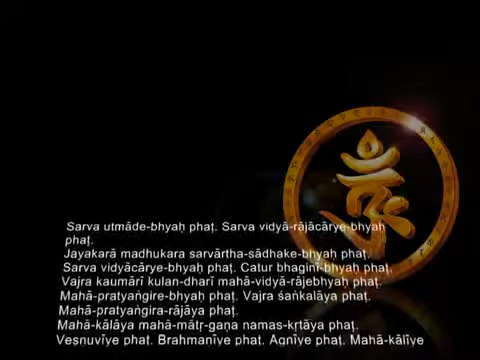 Sarva utmāde-bhyaḥ phaṭ. Sarva vidyā-rājācārye-bhyaḥ
phaṭ.
Jayakarā madhukara sarvārtha-sādhake-bhyaḥ phaṭ.
Sarva vidyācārye-bhyaḥ phaṭ. Catur bhaginī-bhyaḥ phaṭ.
Vajra kaumārī kulan-dharī mahā-vidyā-rājebhyaḥ phaṭ.
Mahā-pratyaṅgire-bhyaḥ phaṭ. Vajra śaṅkalāya phaṭ.
Mahā-pratyaṅgira-rājāya phaṭ.
Mahā-kālāya mahā-mātṛ-gaṇa namas-kṛtāya phaṭ.
Veṣṇuvīye phaṭ. Brahmaṇīye phaṭ. Agnīye phaṭ. Mahā-kālīye